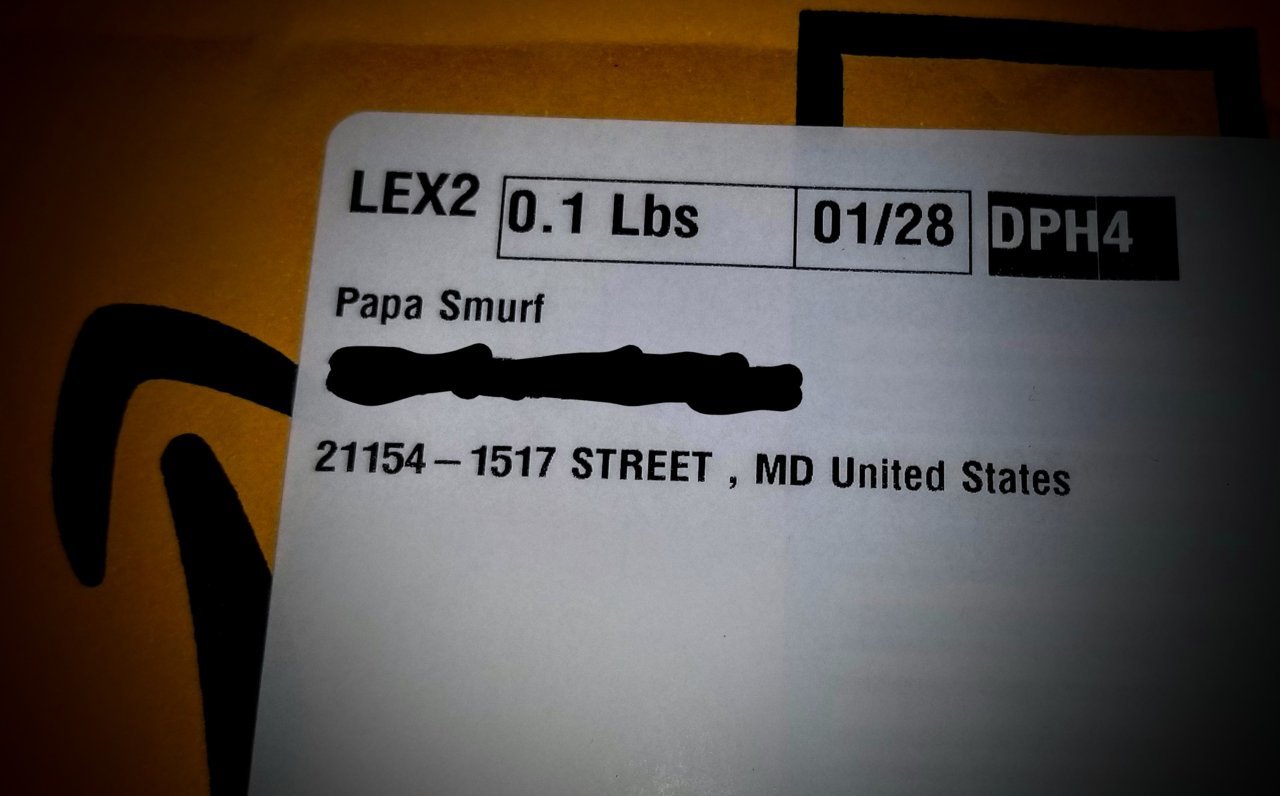 LEX2 0.1 Lbs 01/28 DPH4
Papa Smurf
21154-1517 STREET , MD United States